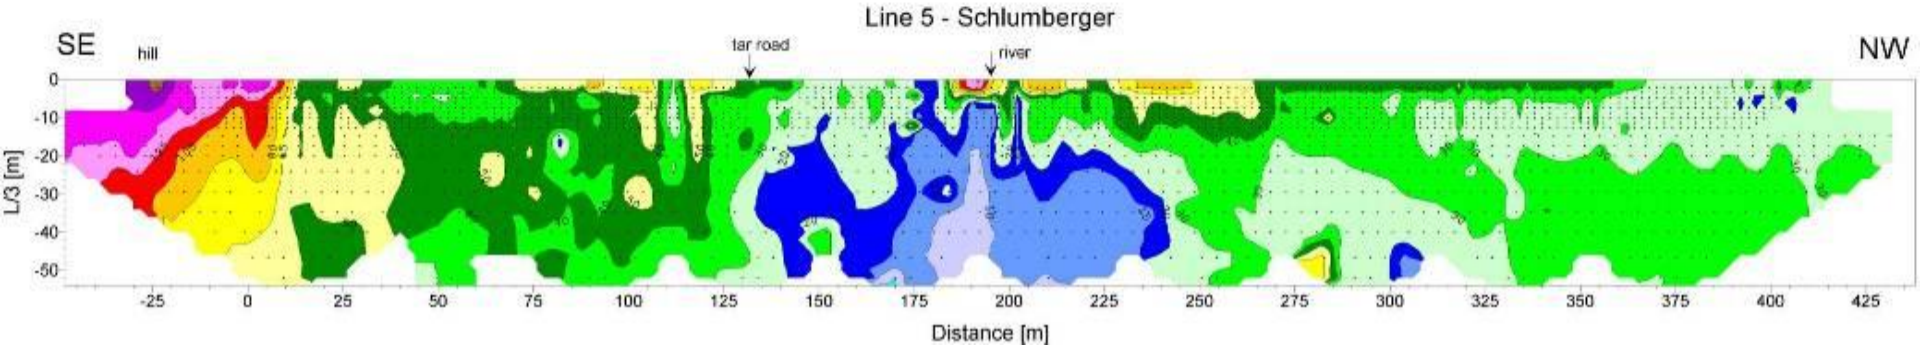 Line 5 - Schlumberger
SE
hill
tar road
river
NW
0
-10
-20
-30
-40
-50
L/3 [m]
-25 0 25 50 75 100 125 150 175 200 225 250 275 300 325 350 375 400 425
Distance [m]